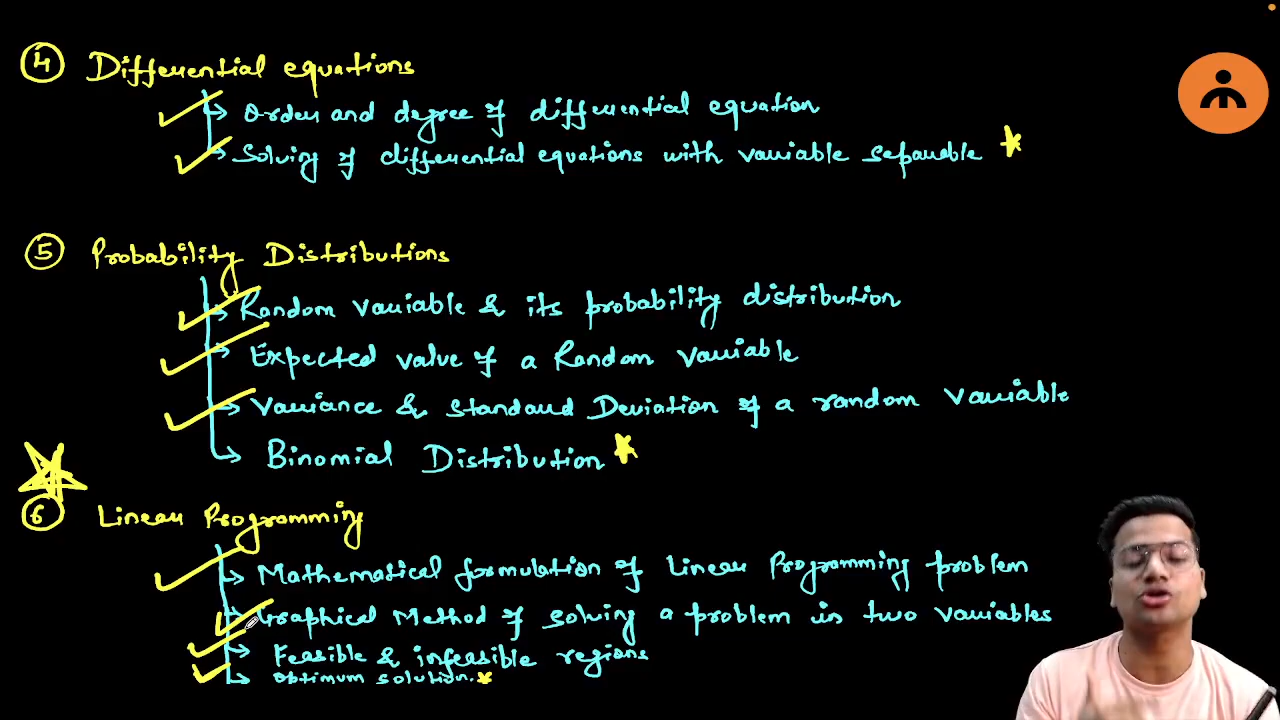 ④ Differential equations
→ Order and degree of differential equation
→ Solving of differential equations with variable separable
⑤ Probability Distributions
→ Random variable & its probability distribution
→ Expected value of a Random variable
→ Variance & standard Deviation of a random variable
→ Binomial Distribution
⑥ Linear Programming
→ Mathematical formulation of Linear Programming problem
→ Graphical Method of solving a problem in two variables
→ Feasible & infeasible regions
→ optimum solution.